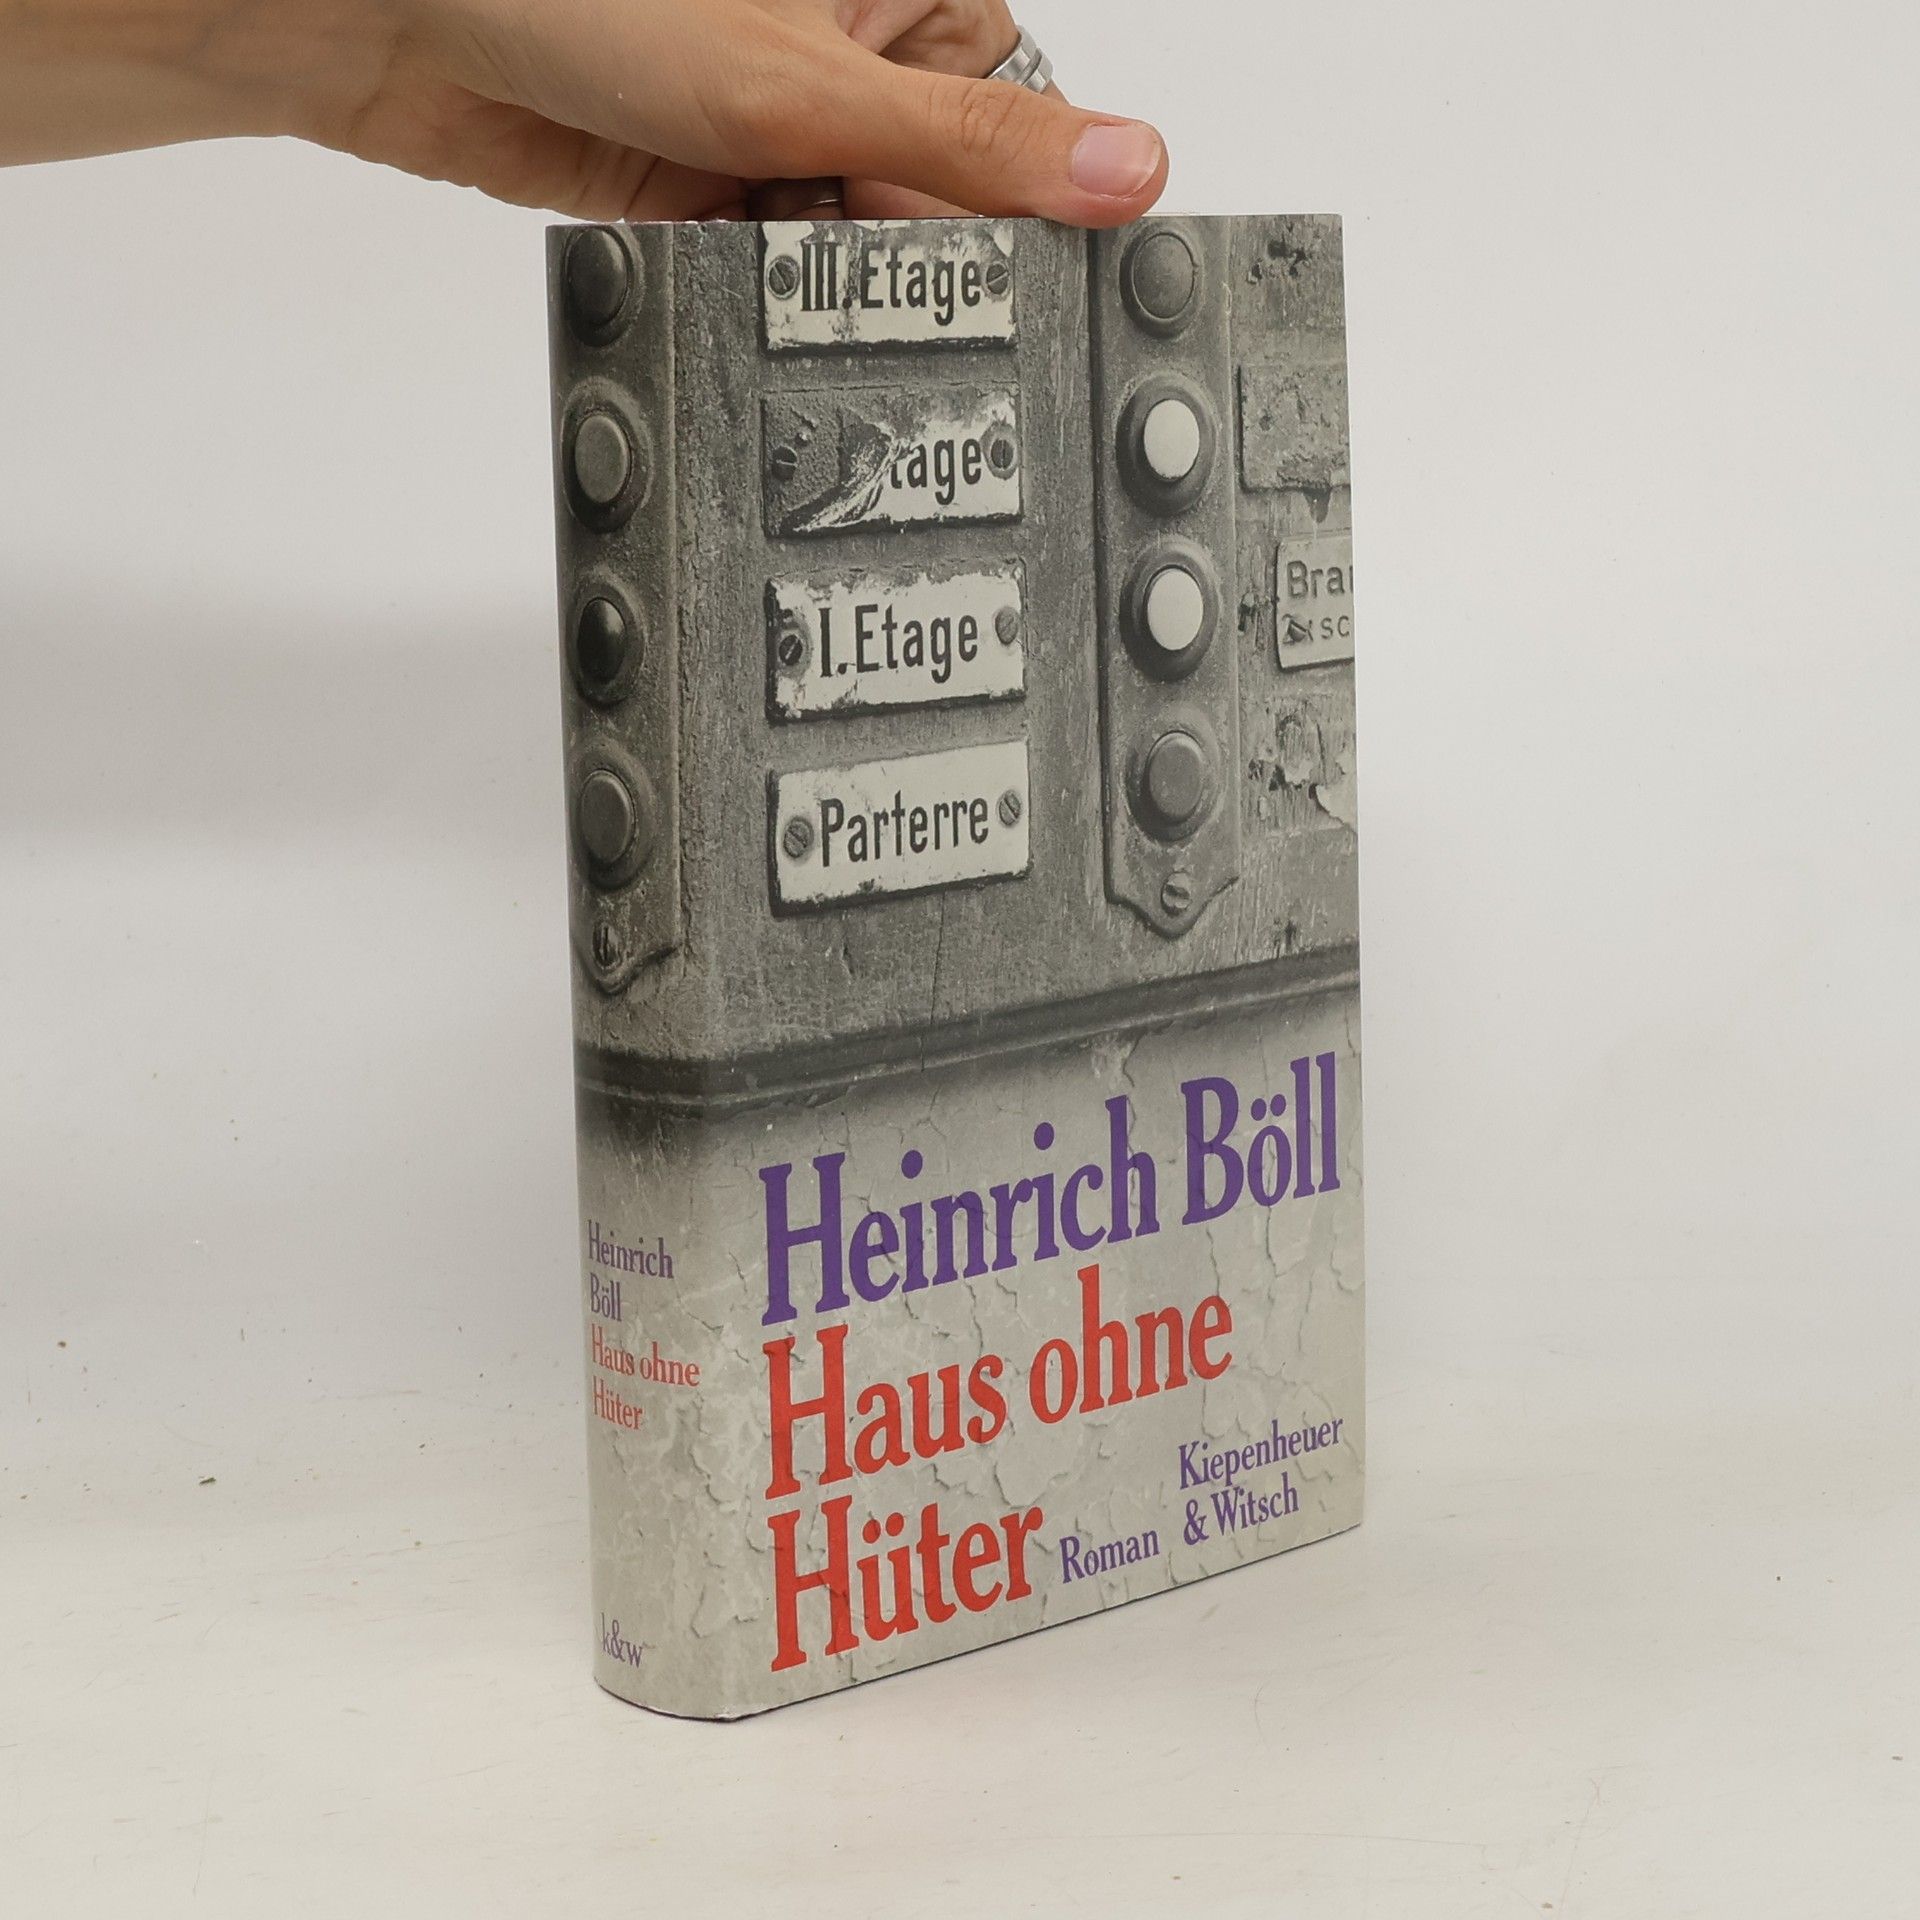 III.Etage
tage
I.Etage
Parterre
Heinrich Böll
Haus ohne
Hüter
Roman
Kiepenheuer
& Witsch
Heinrich
Böll
Haus ohne
Hüter
k&w